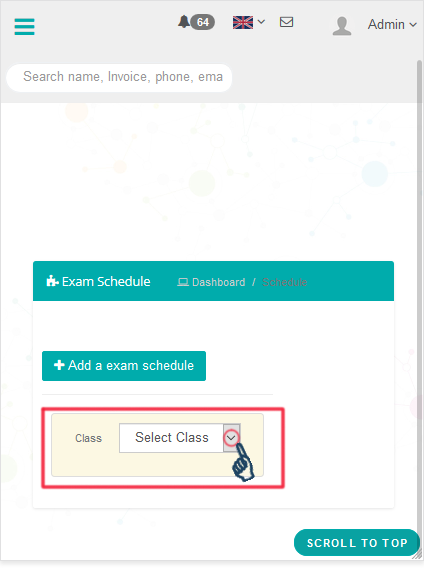 64
Admin
Search name, Invoice, phone, ema
Exam Schedule
Dashboard / Schedule
Add a exam schedule
Class
Select Class
SCROLL TO TOP